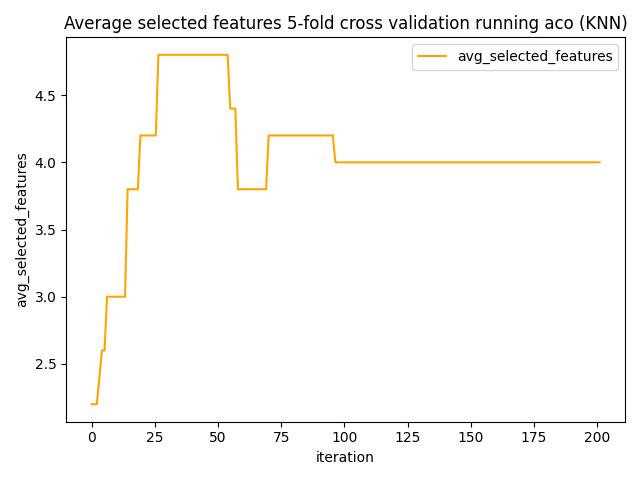 Average selected features 5-fold cross validation running aco (KNN)
avg_selected_features
4.5
4.0
3.5
3.0
2.5
avg_selected_features
0 25 50 75 100 125 150 175 200
iteration